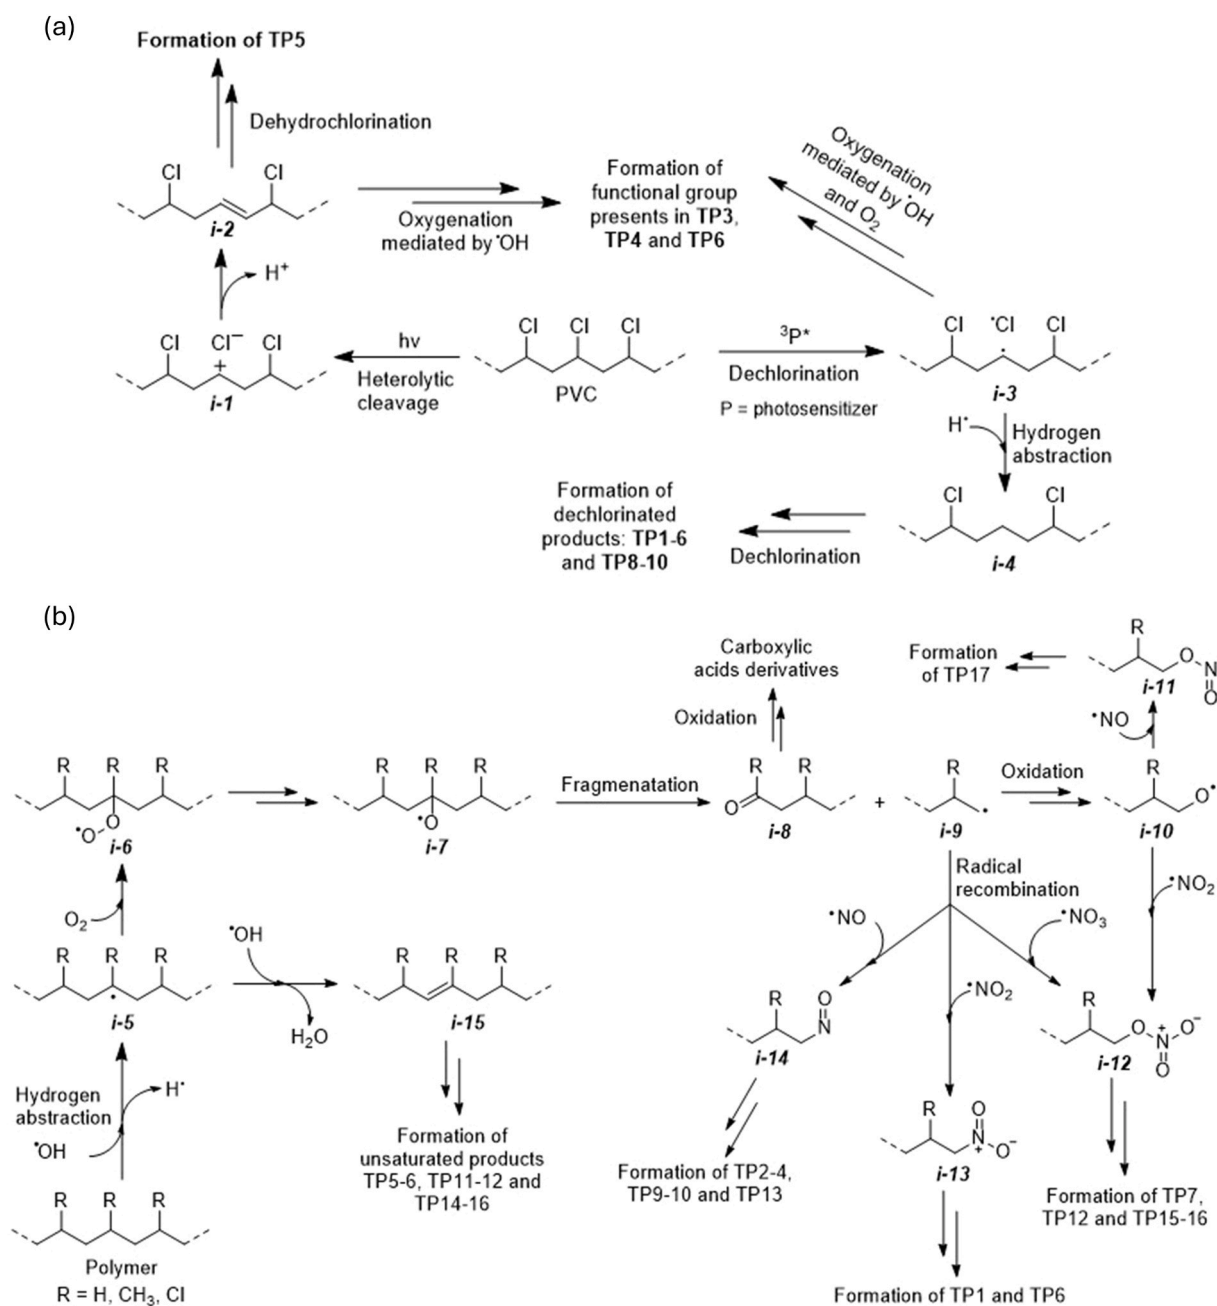 (a)
Formation of TP5
Dehydrochlorination
Cl Cl
i-2
Oxygenation
mediated by •OH
Formation of
functional group
presents in TP3,
TP4 and TP6
Oxygenation
mediated by •OH
and O2
H+
Cl Cl− Cl
+
i-1
hv
Heterolytic
cleavage
Cl Cl Cl
PVC
3P*
Dechlorination
P = photosensitizer
Cl •Cl Cl
i-3
H•
Hydrogen
abstraction
Cl Cl
i-4
Formation of
dechlorinated
products: TP1-6
and TP8-10
Dechlorination
(b)
Carboxylic
acids derivatives
Oxidation
Formation
of TP17
R
O
N
O
i-11
•NO
R R R
•O O
i-6
R R R
•O
i-7
Fragmenatation
R R
O
i-8
+
R
i-9
Oxidation
R
O•
i-10
Radical
recombination
•NO
•NO2
•NO3
•NO2
O2
R R R
i-5
•OH
H2O
R R R
i-15
R
O
N
i-14
R
O N+ O−
O
i-12
R
O
N+
O−
i-13
Hydrogen
abstraction
•OH
H•
Formation of
unsaturated products
TP5-6, TP11-12 and
TP14-16
Formation of TP2-4,
TP9-10 and TP13
Formation of TP7,
TP12 and TP15-16
R R R
Polymer
R = H, CH3, Cl
Formation of TP1 and TP6